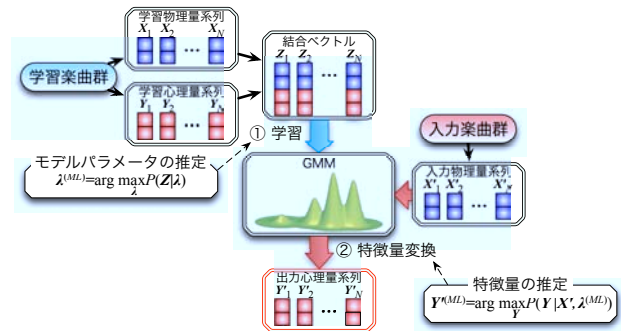 学習物理量系列
X1 X2 ... XN
学習楽曲群
学習心理量系列
Y1 Y2 ... YN
結合ベクトル
Z1 Z2 ... ZN
① 学習
モデルパラメータの推定
λ(ML)=arg maxP(Z|λ)
λ
GMM
入力楽曲群
入力物理量系列
X'1 X'2 ... X'N
② 特徴量変換
出力心理量系列
Y'1 Y'2 ... Y'N
特徴量の推定
Y'(ML)=arg maxP(Y|X', λ(ML))
Y